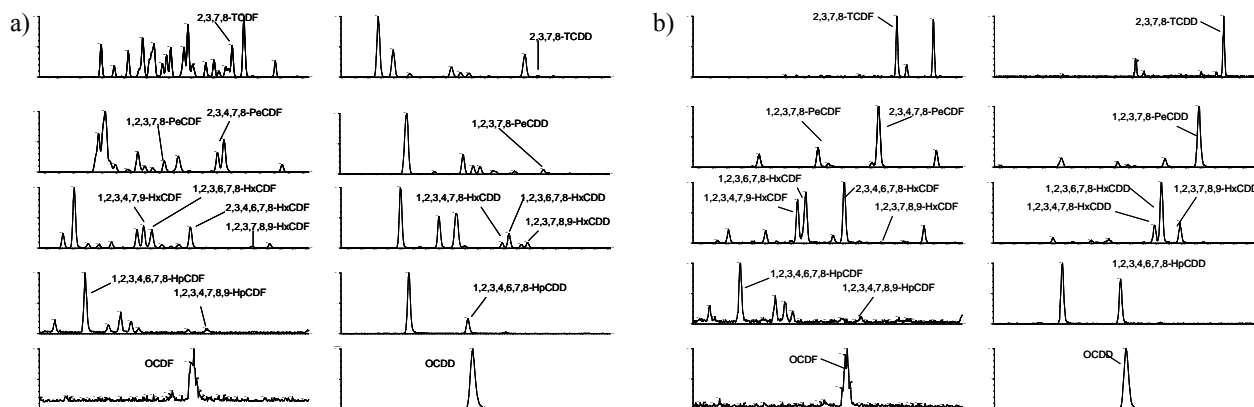 a)
2,3,7,8-TCDF
2,3,7,8-TCDD
1,2,3,7,8-PeCDF
2,3,4,7,8-PeCDF
1,2,3,7,8-PeCDD
1,2,3,4,7,9-HxCDF
1,2,3,6,7,8-HxCDF
2,3,4,6,7,8-HxCDF
1,2,3,7,8,9-HxCDF
1,2,3,4,7,8-HxCDD
1,2,3,6,7,8-HxCDD
1,2,3,7,8,9-HxCDD
1,2,3,4,6,7,8-HpCDF
1,2,3,4,7,8,9-HpCDF
1,2,3,4,6,7,8-HpCDD
OCDF
OCDD
b)
2,3,7,8-TCDF
2,3,7,8-TCDD
1,2,3,7,8-PeCDF
2,3,4,7,8-PeCDF
1,2,3,7,8-PeCDD
1,2,3,6,7,8-HxCDF
1,2,3,4,7,9-HxCDF
2,3,4,6,7,8-HxCDF
1,2,3,7,8,9-HxCDF
1,2,3,6,7,8-HxCDD
1,2,3,4,7,8-HxCDD
1,2,3,7,8,9-HxCDD
1,2,3,4,6,7,8-HpCDF
1,2,3,4,7,8,9-HpCDF
1,2,3,4,6,7,8-HpCDD
OCDF
OCDD